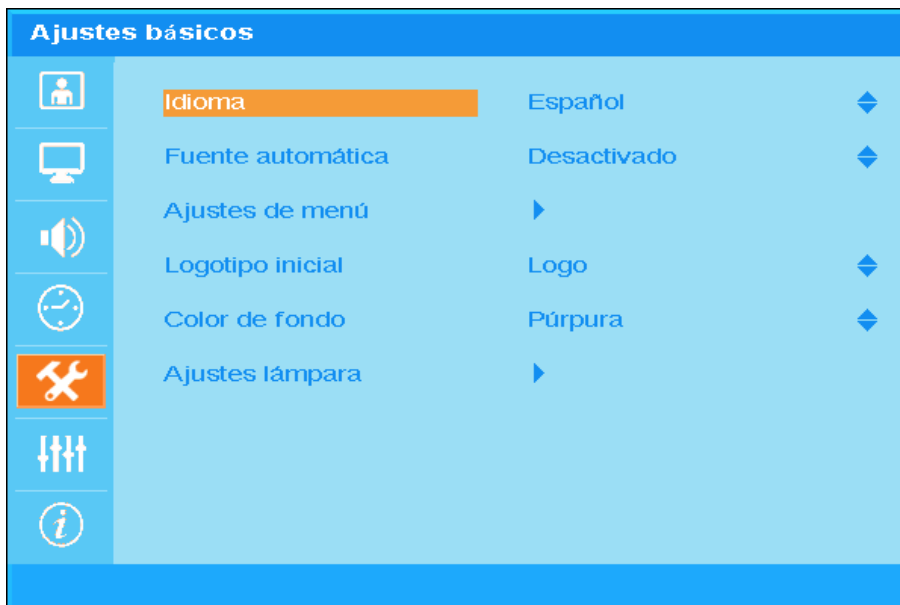 Ajustes básicos
Idioma Español
Fuente automática Desactivado
Ajustes de menú
Logotipo inicial Logo
Color de fondo Púrpura
Ajustes lámpara